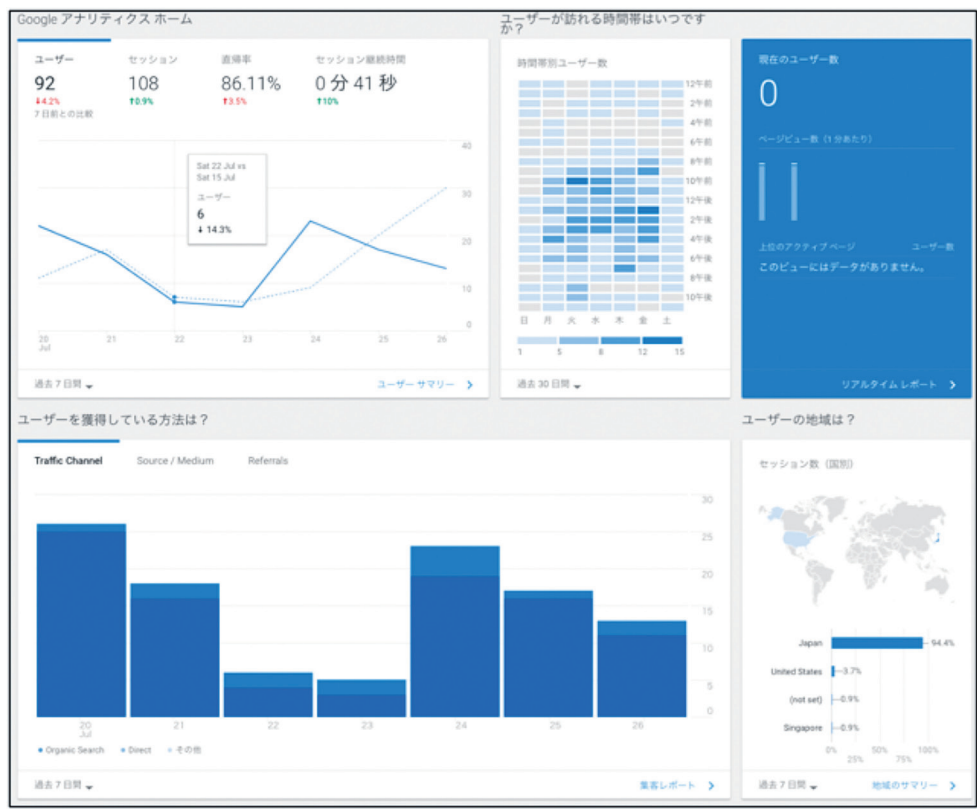 Google アナリティクス ホーム
ユーザー
92
↓4.2%
7 日前との比較
セッション
108
↑0.9%
直帰率
86.11%
↑3.5%
セッション継続時間
0 分 41 秒
↑10%
Sat 22 Jul vs
Sat 15 Jul
ユーザー
6
↓ 14.3%
40
30
20
10
0
20
Jul
21
22
23
24
25
26
過去 7 日間
ユーザー サマリー
ユーザーが訪れる時間帯はいつです
か？
時間帯別ユーザー数
12午前
2午前
4午前
6午前
8午前
10午前
12午後
2午後
4午後
6午後
8午後
10午後
日 月 火 水 木 金 土
1 5 8 12 15
過去 30 日間
現在のユーザー数
0
ページビュー数（1 分あたり）
上位のアクティブ ページ ユーザー数
このビューにはデータがありません。
リアルタイム レポート
ユーザーを獲得している方法は？
Traffic Channel Source / Medium Referrals
30
25
20
15
10
5
0
20
Jul
21
22
23
24
25
26
Organic Search Direct その他
過去 7 日間
集客レポート
ユーザーの地域は？
セッション数（国別）
Japan 94.4%
United States 3.7%
(not set) 0.9%
Singapore 0.9%
0% 50% 100%
25% 75%
過去 7 日間
地域のサマリー